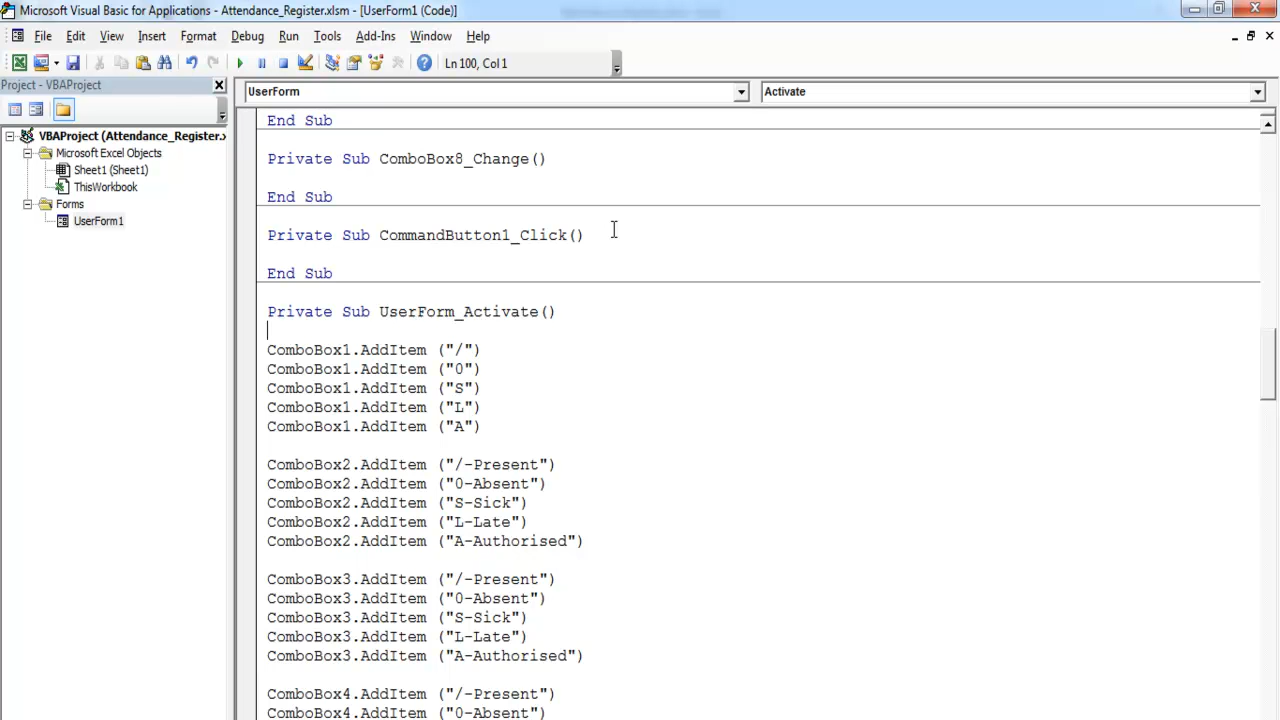 Microsoft Visual Basic for Applications - Attendance_Register.xlsm - [UserForm1 (Code)]
File Edit View Insert Format Debug Run Tools Add-Ins Window Help
Ln 100, Col 1
Project - VBAProject
UserForm
Activate
VBAProject (Attendance_Register.x
Microsoft Excel Objects
Sheet1 (Sheet1)
ThisWorkbook
Forms
UserForm1
End Sub
Private Sub ComboBox8_Change()
End Sub
Private Sub CommandButton1_Click()
End Sub
Private Sub UserForm_Activate()
ComboBox1.AddItem ("/")
ComboBox1.AddItem ("0")
ComboBox1.AddItem ("S")
ComboBox1.AddItem ("L")
ComboBox1.AddItem ("A")
ComboBox2.AddItem ("/-Present")
ComboBox2.AddItem ("0-Absent")
ComboBox2.AddItem ("S-Sick")
ComboBox2.AddItem ("L-Late")
ComboBox2.AddItem ("A-Authorised")
ComboBox3.AddItem ("/-Present")
ComboBox3.AddItem ("0-Absent")
ComboBox3.AddItem ("S-Sick")
ComboBox3.AddItem ("L-Late")
ComboBox3.AddItem ("A-Authorised")
ComboBox4.AddItem ("/-Present")
ComboBox4.AddItem ("0-Absent")